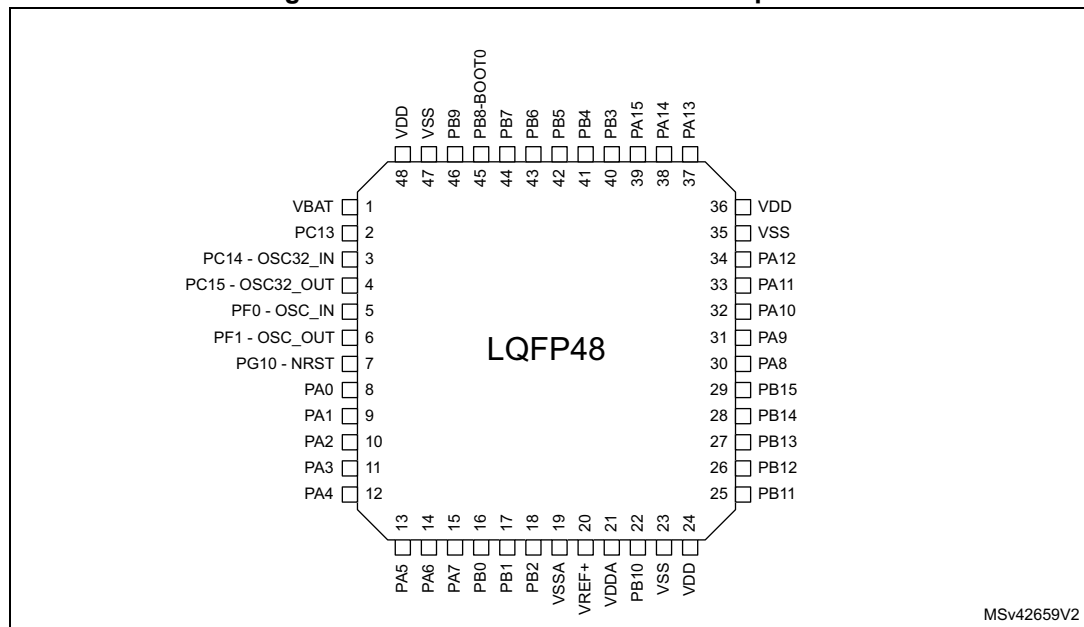 VDD VSS PB9 PB8-BOOT0 PB7 PB6 PB5 PB4 PB3 PA15 PA14 PA13
48 47 46 45 44 43 42 41 40 39 38 37
VBAT 1
PC13 2
PC14 - OSC32_IN 3
PC15 - OSC32_OUT 4
PF0 - OSC_IN 5
PF1 - OSC_OUT 6
PG10 - NRST 7
PA0 8
PA1 9
PA2 10
PA3 11
PA4 12
LQFP48
36 VDD
35 VSS
34 PA12
33 PA11
32 PA10
31 PA9
30 PA8
29 PB15
28 PB14
27 PB13
26 PB12
25 PB11
13 14 15 16 17 18 19 20 21 22 23 24
PA5 PA6 PA7 PB0 PB1 PB2 VSSA VREF+ VDDA PB10 VSS VDD
MSv42659V2